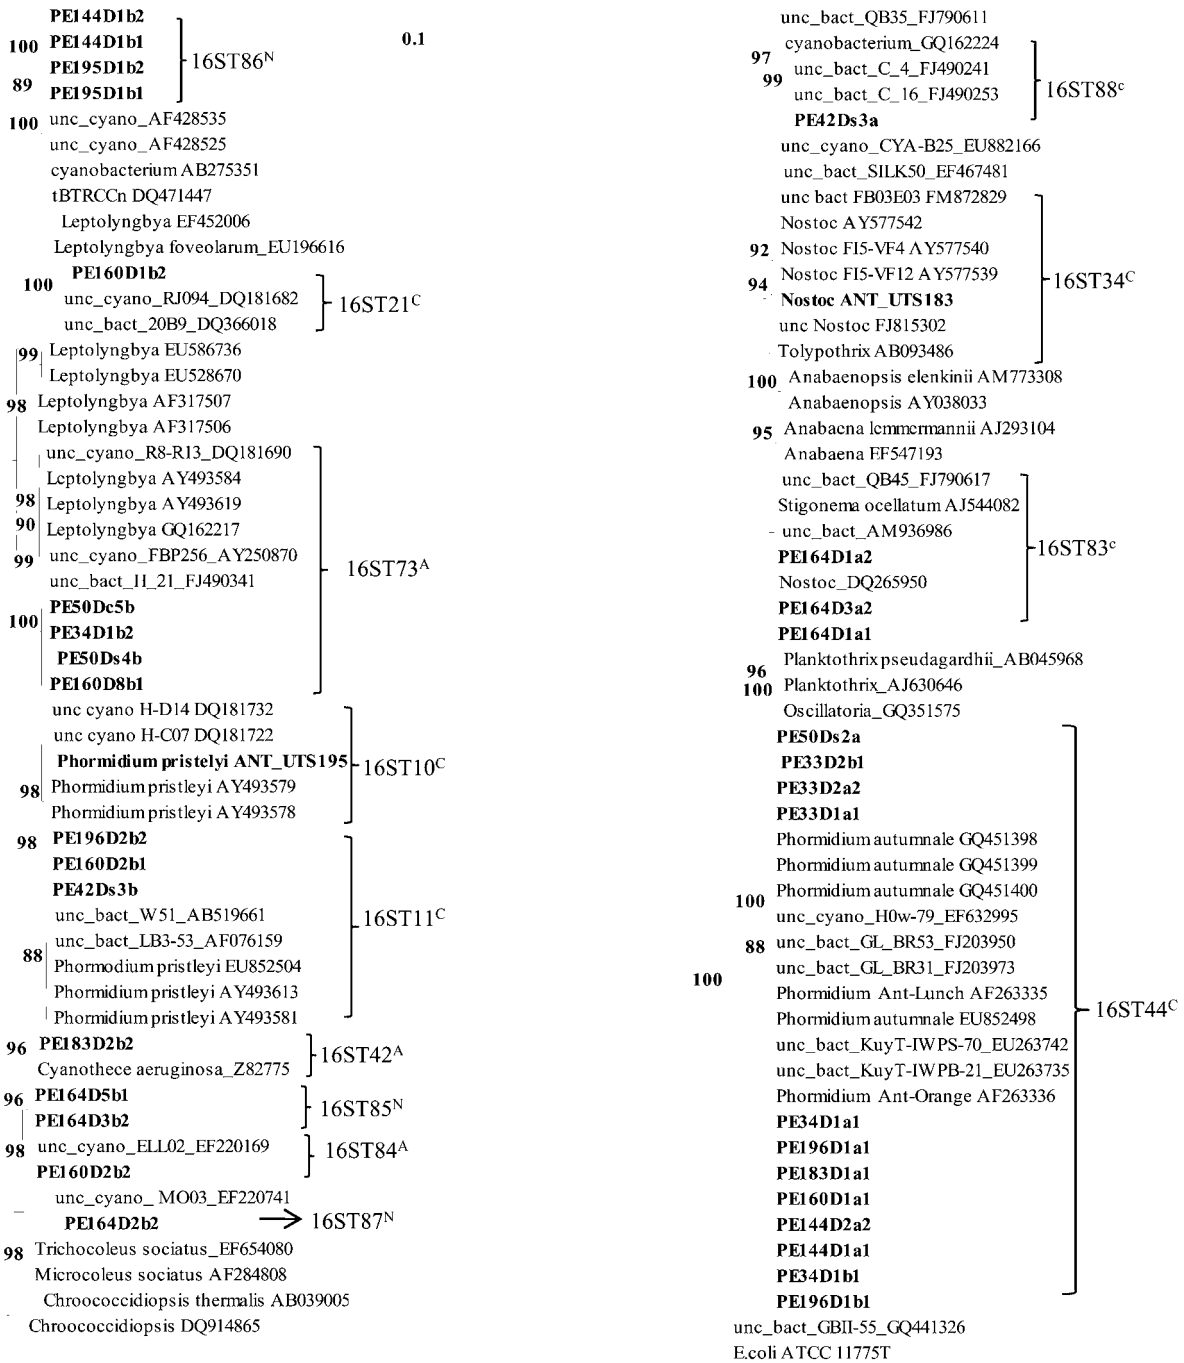 PE144D1b2
100 PE144D1b1
PE195D1b2
89 PE195D1b1
16ST86N
0.1
100 unc_cyano_AF428535
unc_cyano_AF428525
cyanobacterium AB275351
tBTRCCn DQ471447
Leptolyngbya EF452006
Leptolyngbya foveolarum_EU196616
PE160D1b2
100 unc_cyano_RJ094_DQ181682
unc_bact_20B9_DQ366018
16ST21C
99 Leptolyngbya EU586736
Leptolyngbya EU528670
98 Leptolyngbya AF317507
Leptolyngbya AF317506
unc_cyano_R8-R13_DQ181690
Leptolyngbya AY493584
98 Leptolyngbya AY493619
90 Leptolyngbya GQ162217
99 unc_cyano_FBP256_AY250870
unc_bact_H_21_FJ490341
PE50Dc5b
100 PE34D1b2
PE50Ds4b
PE160D8b1
16ST73A
unc cyano H-D14 DQ181732
unc cyano H-C07 DQ181722
Phormidium pristelyi ANT_UTS195
98 Phormidium pristleyi AY493579
Phormidium pristleyi AY493578
16ST10C
98 PE196D2b2
PE160D2b1
PE42Ds3b
unc_bact_W51_AB519661
unc_bact_LB3-53_AF076159
88 Phormodium pristleyi EU852504
Phormidium pristleyi AY493613
Phormidium pristleyi AY493581
16ST11C
96 PE183D2b2
Cyanothece aeruginosa_Z82775
16ST42A
96 PE164D5b1
PE164D3b2
16ST85N
98 unc_cyano_ELL02_EF220169
PE160D2b2
16ST84A
unc_cyano_ MO03_EF220741
PE164D2b2
16ST87N
98 Trichocoleus sociatus_EF654080
Microcoleus sociatus AF284808
Chroococcidiopsis thermalis AB039005
Chroococcidiopsis DQ914865
unc_bact_QB35_FJ790611
cyanobacterium_GQ162224
97 unc_bact_C_4_FJ490241
99 unc_bact_C_16_FJ490253
PE42Ds3a
16ST88c
unc_cyano_CYA-B25_EU882166
unc_bact_SILK50_EF467481
unc bact FB03E03 FM872829
Nostoc AY577542
92 Nostoc FI5-VF4 AY577540
94 Nostoc FI5-VF12 AY577539
Nostoc ANT_UTS183
unc Nostoc FJ815302
Tolypothrix AB093486
16ST34C
100 Anabaenopsis elenkinii AM773308
Anabaenopsis AY038033
95 Anabaena lemmermannii AJ293104
Anabaena EF547193
unc_bact_QB45_FJ790617
Stigonema ocellatum AJ544082
unc_bact_AM936986
PE164D1a2
Nostoc_DQ265950
PE164D3a2
PE164D1a1
16ST83c
96 Planktothrix pseudagardhii_AB045968
100 Planktothrix_AJ630646
Oscillatoria_GQ351575
PE50Ds2a
PE33D2b1
PE33D2a2
PE33D1a1
Phormidium autumnale GQ451398
Phormidium autumnale GQ451399
100 Phormidium autumnale GQ451400
unc_cyano_H0w-79_EF632995
88 unc_bact_GL_BR53_FJ203950
100 unc_bact_GL_BR31_FJ203973
Phormidium Ant-Lunch AF263335
Phormidium autumnale EU852498
unc_bact_KuyT-IWPS-70_EU263742
unc_bact_KuyT-IWPB-21_EU263735
Phormidium Ant-Orange AF263336
PE34D1a1
PE196D1a1
PE183D1a1
PE160D1a1
PE144D2a2
PE144D1a1
PE34D1b1
PE196D1b1
16ST44C
unc_bact_GBII-55_GQ441326
E.coli ATCC 11775T